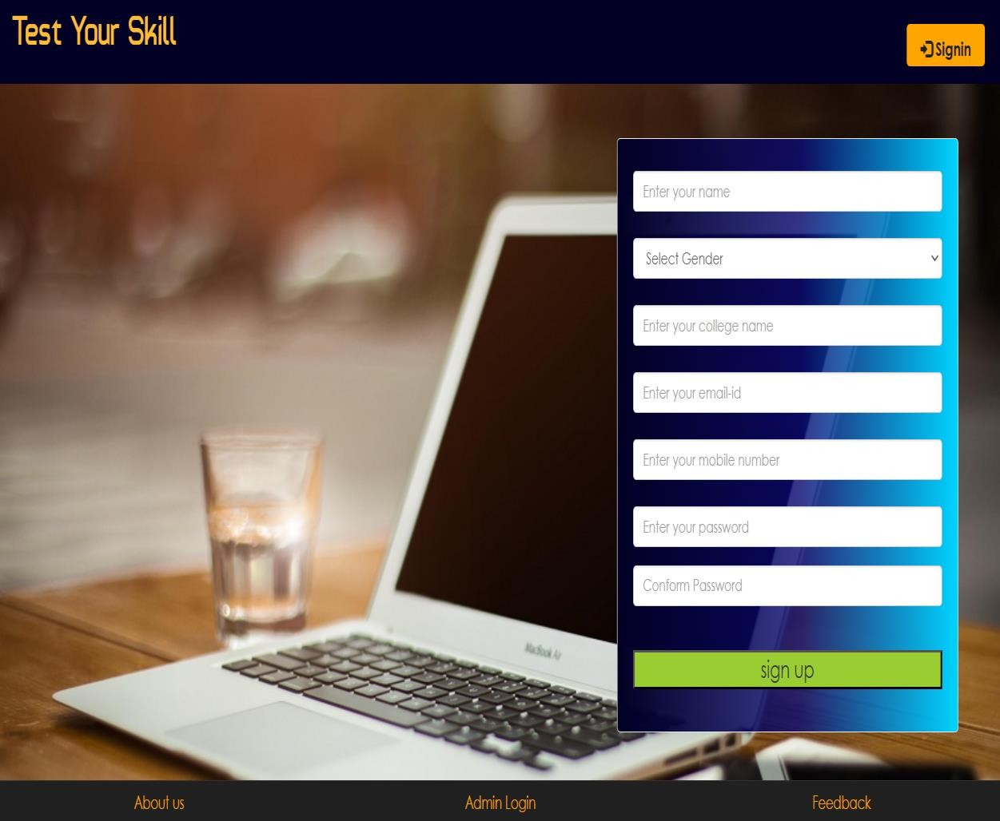 Test Your Skill
Signin
Enter your name
Select Gender
Enter your college name
Enter your email-id
Enter your mobile number
Enter your password
Conform Password
MacBook Air
sign up
About us
Admin Login
Feedback